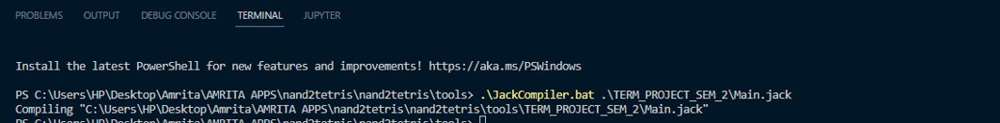 PROBLEMS OUTPUT DEBUG CONSOLE TERMINAL JUPYTER
Install the latest PowerShell for new features and improvements! https://aka.ms/PSWindows
PS C:\Users\HP\Desktop\Amrita\AMRITA APPS\nand2tetris\nand2tetris\tools> .\JackCompiler.bat .\TERM_PROJECT_SEM_2\Main.jack
Compiling "C:\Users\HP\Desktop\Amrita\AMRITA APPS\nand2tetris\nand2tetris\tools\TERM_PROJECT_SEM_2\Main.jack"
PS C:\Users\HP\Desktop\Amrita\AMRITA APPS\nand2tetris\nand2tetris\tools>